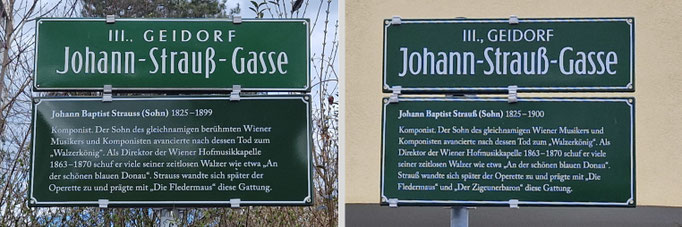 III., GEIDORF
Johann-Strauß-Gasse
Johann Baptist Strauss (Sohn) 1825–1899
Komponist. Der Sohn des gleichnamigen berühmten Wiener
Musikers und Komponisten avancierte nach dessen Tod zum
„Walzerkönig“. Als Direktor der Wiener Hofmusikkapelle
1863–1870 schuf er viele seiner zeitlosen Walzer wie etwa „An
der schönen blauen Donau“. Strauss wandte sich später der
Operette zu und prägte mit „Die Fledermaus“ diese Gattung.
III., GEIDORF
Johann-Strauß-Gasse
Johann Baptist Strauß (Sohn) 1825–1900
Komponist. Der Sohn des gleichnamigen Wiener Musikers und
Komponisten avancierte nach dessen Tod zum „Walzerkönig“. Als
Direktor der Wiener Hofmusikkapelle 1863–1870 schuf er viele
seiner zeitlosen Walzer wie etwa „An der schönen blauen Donau“.
Strauß wandte sich später der Operette zu und prägte mit „Die
Fledermaus“ und „Der Zigeunerbaron“ diese Gattung.